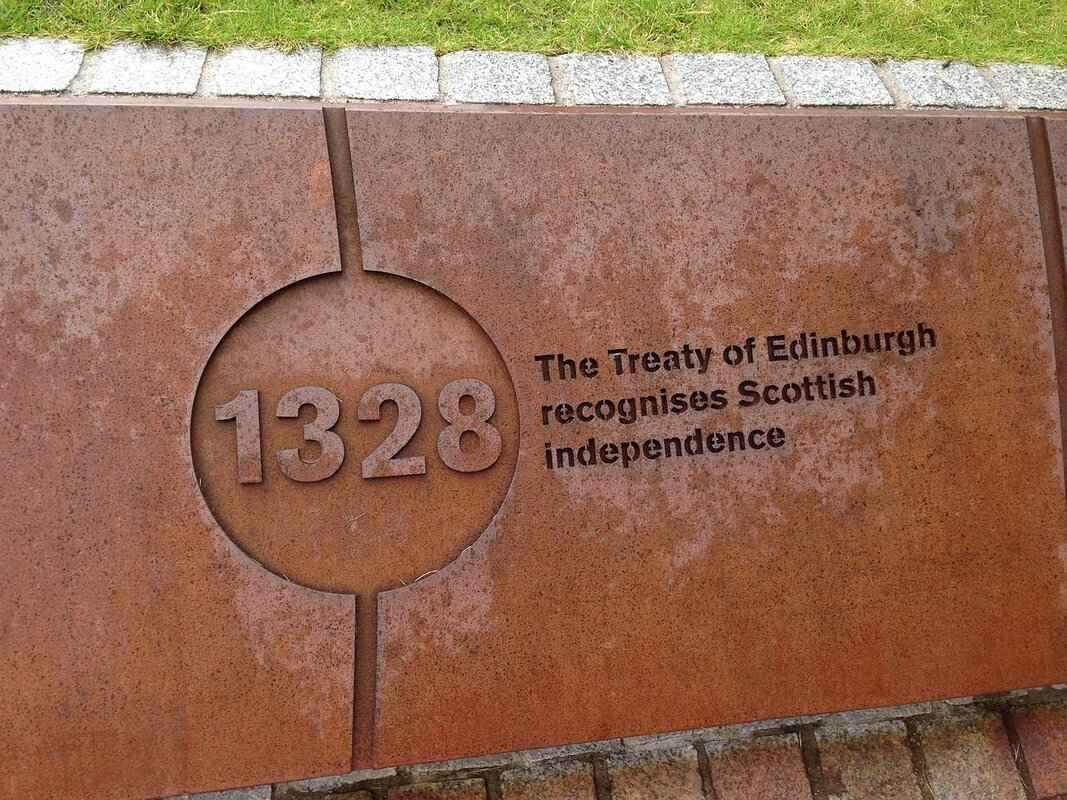 1328
The Treaty of Edinburgh
recognises Scottish
independence